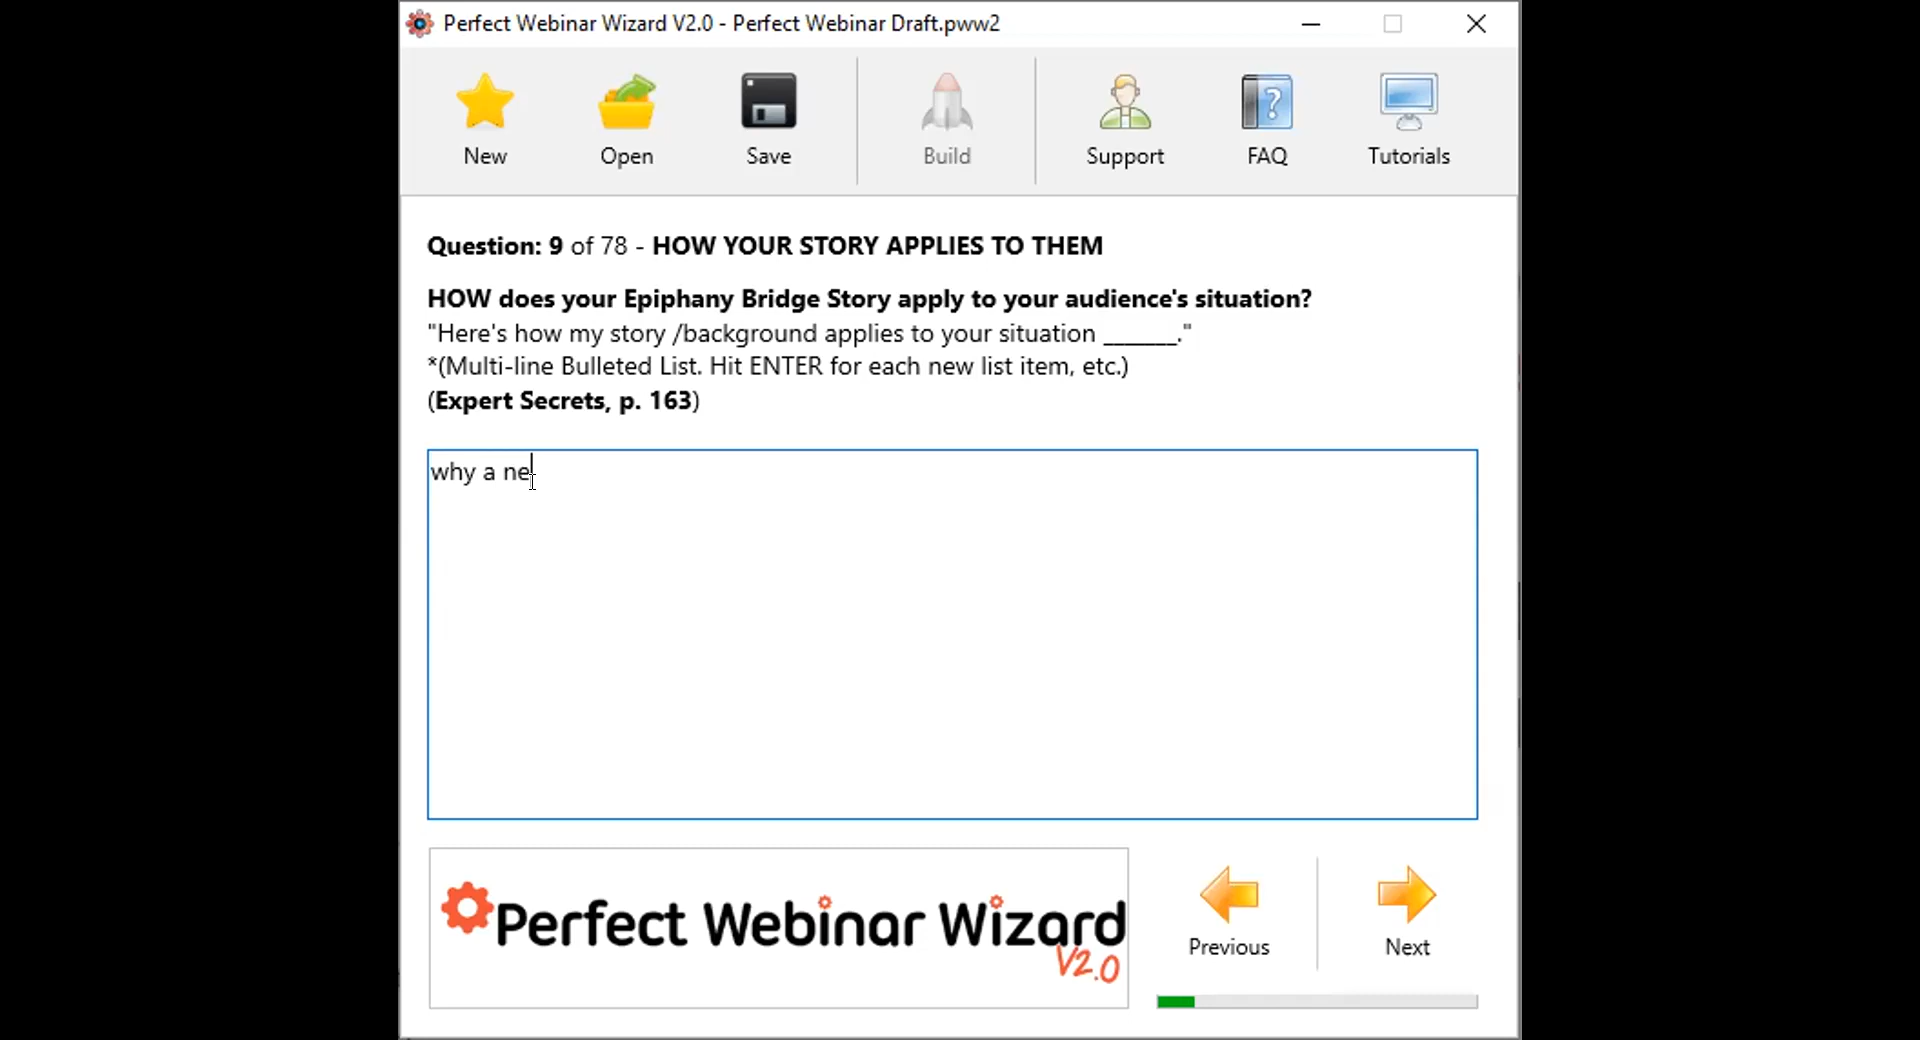 Perfect Webinar Wizard V2.0 - Perfect Webinar Draft.pww2
New Open Save Build Support FAQ Tutorials
Question: 9 of 78 - HOW YOUR STORY APPLIES TO THEM
HOW does your Epiphany Bridge Story apply to your audience's situation?
"Here's how my story /background applies to your situation _______."
*(Multi-line Bulleted List. Hit ENTER for each new list item, etc.)
(Expert Secrets, p. 163)
why a ne
Perfect Webinar Wizard
V2.0
Previous Next